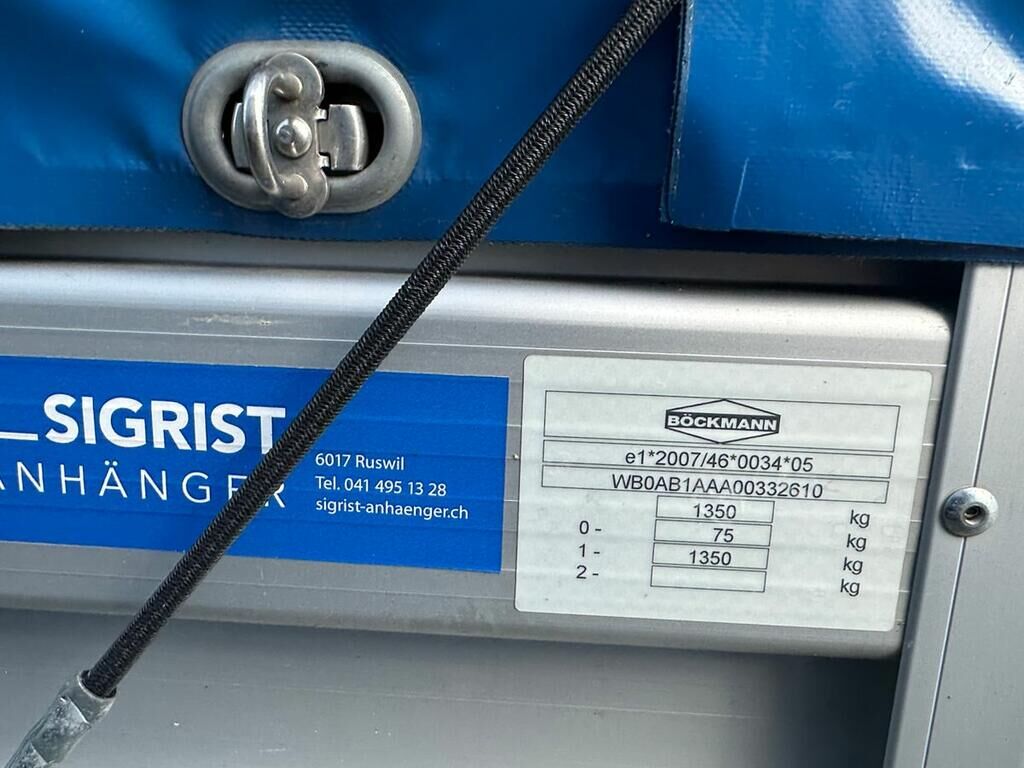 SIGRIST
ANHÄNGER
6017 Ruswil
Tel. 041 495 13 28
sigrist-anhaenger.ch
BÖCKMANN
e1*2007/46*0034*05
WB0AB1AAA00332610
1350 kg
0 - 75 kg
1 - 1350 kg
2 - kg